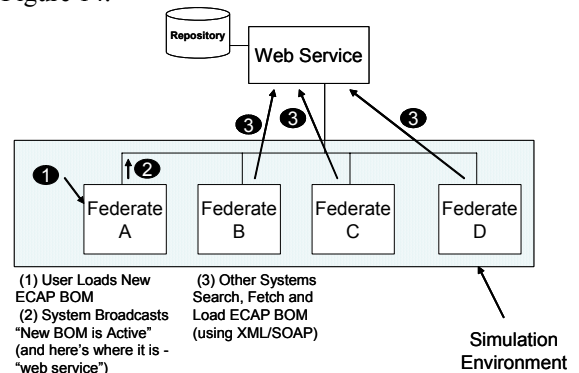 Figure 14.
Repository
Web Service
3
3
3
1
2
Federate
A
Federate
B
Federate
C
Federate
D
(1) User Loads New
ECAP BOM
(2) System Broadcasts
“New BOM is Active”
(and here's where it is -
“web service”)
(3) Other Systems
Search, Fetch and
Load ECAP BOM
(using XML/SOAP)
Simulation
Environment